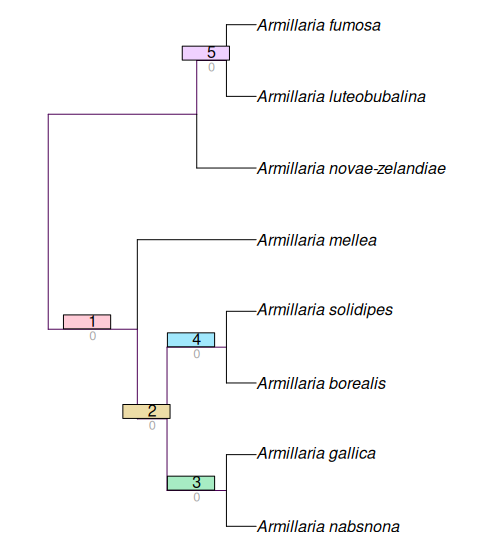 Armillaria fumosa
5
0
Armillaria luteobubalina
Armillaria novae-zelandiae
Armillaria mellea
Armillaria solidipes
1
0
4
0
Armillaria borealis
2
0
Armillaria gallica
3
0
Armillaria nabsnona